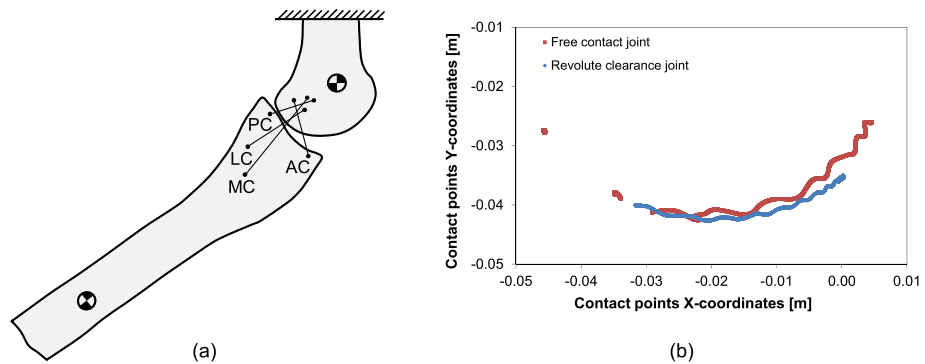 PC
LC
AC
MC
(a)
Contact points Y-coordinates [m]
-0.01
-0.02
-0.03
-0.04
-0.05
Free contact joint
Revolute clearance joint
-0.05
-0.04
-0.03
-0.02
-0.01
0.00
0.01
Contact points X-coordinates [m]
(b)